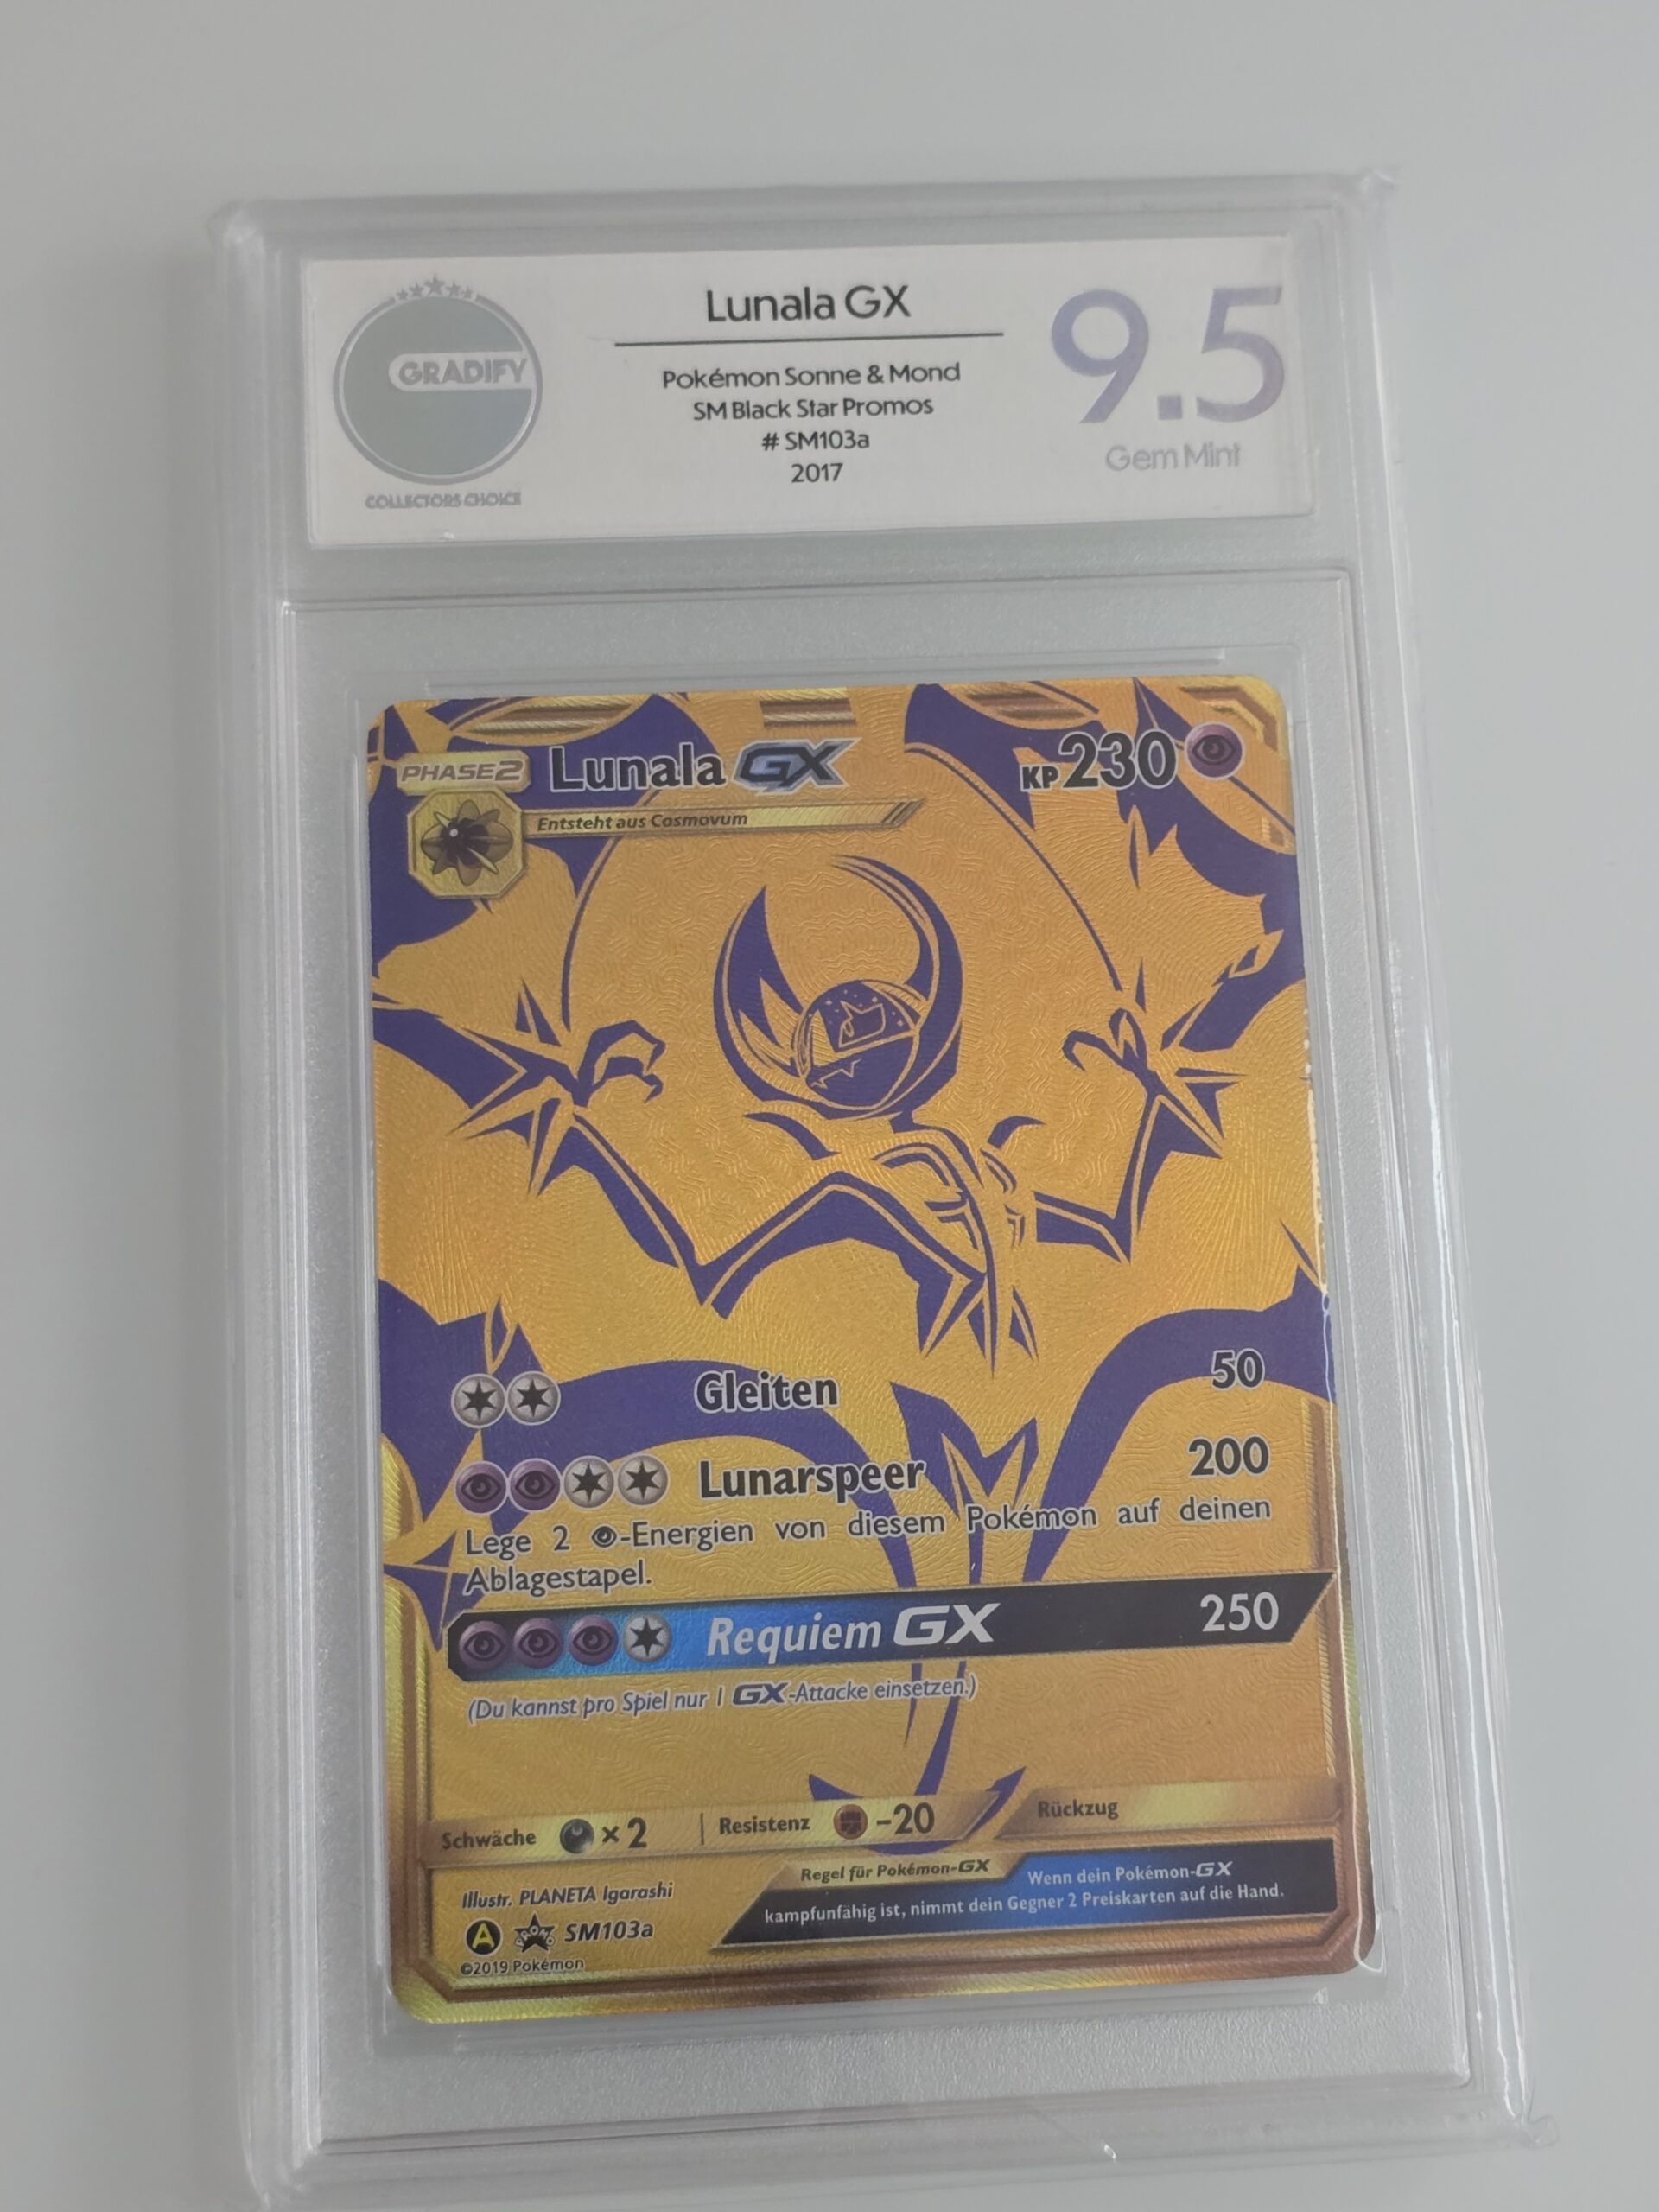 GRADIFY
COLLECTORS CHOICE
Lunala GX
Pokémon Sonne & Mond
SM Black Star Promos
# SM103a
2017
9.5
Gem Mint
PHASE 2 Lunala GX KP 230
Entsteht aus Cosmovum
Gleiten 50
Lunarspeer 200
Lege 2 -Energien von diesem Pokémon auf deinen
Ablagestapel.
Requiem GX 250
(Du kannst pro Spiel nur 1 GX-Attacke einsetzen.)
Schwäche ×2 Resistenz -20 Rückzug
Regel für Pokémon-GX Wenn dein Pokémon-GX
kampfunfähig ist, nimmt dein Gegner 2 Preiskarten auf die Hand.
Illustr. PLANETA Igarashi
A PROMO SM103a
©2019 Pokémon